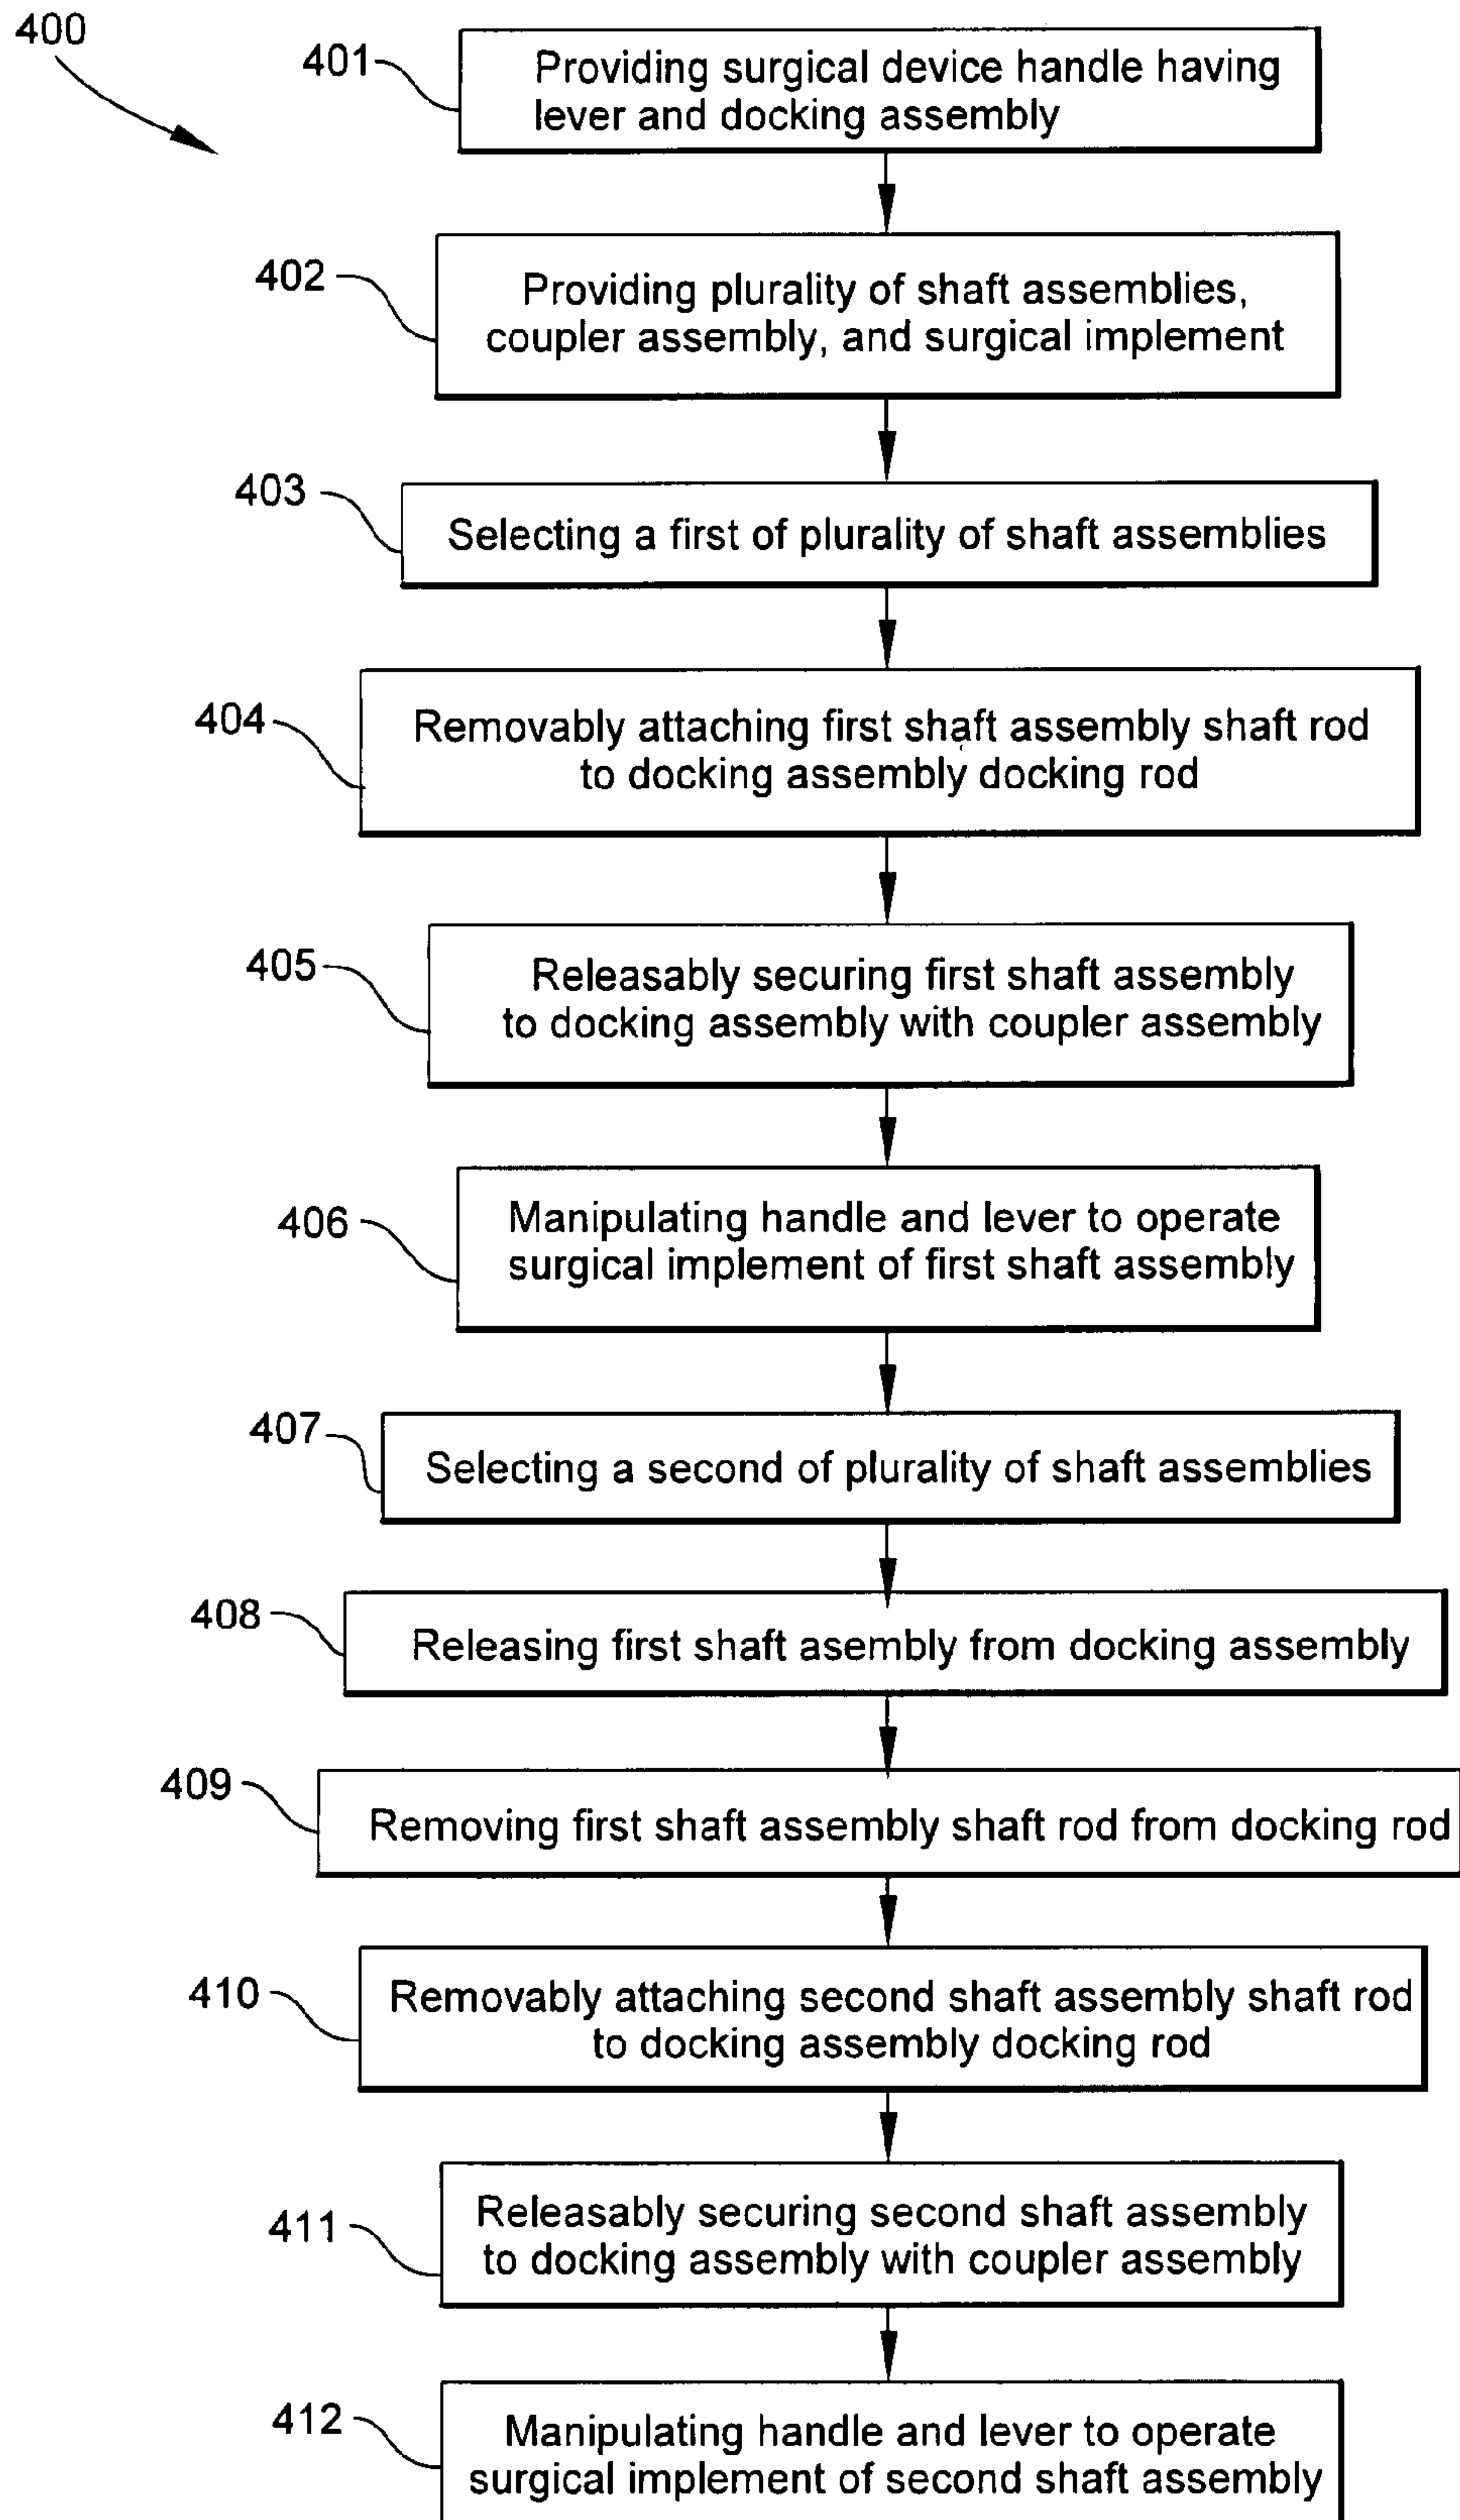 400
401
Providing surgical device handle having
lever and docking assembly
402
Providing plurality of shaft assemblies,
coupler assembly, and surgical implement
403
Selecting a first of plurality of shaft assemblies
404
Removably attaching first shaft assembly shaft rod
to docking assembly docking rod
405
Releasably securing first shaft assembly
to docking assembly with coupler assembly
406
Manipulating handle and lever to operate
surgical implement of first shaft assembly
407
Selecting a second of plurality of shaft assemblies
408
Releasing first shaft asembly from docking assembly
409
Removing first shaft assembly shaft rod from docking rod
410
Removably attaching second shaft assembly shaft rod
to docking assembly docking rod
411
Releasably securing second shaft assembly
to docking assembly with coupler assembly
412
Manipulating handle and lever to operate
surgical implement of second shaft assembly